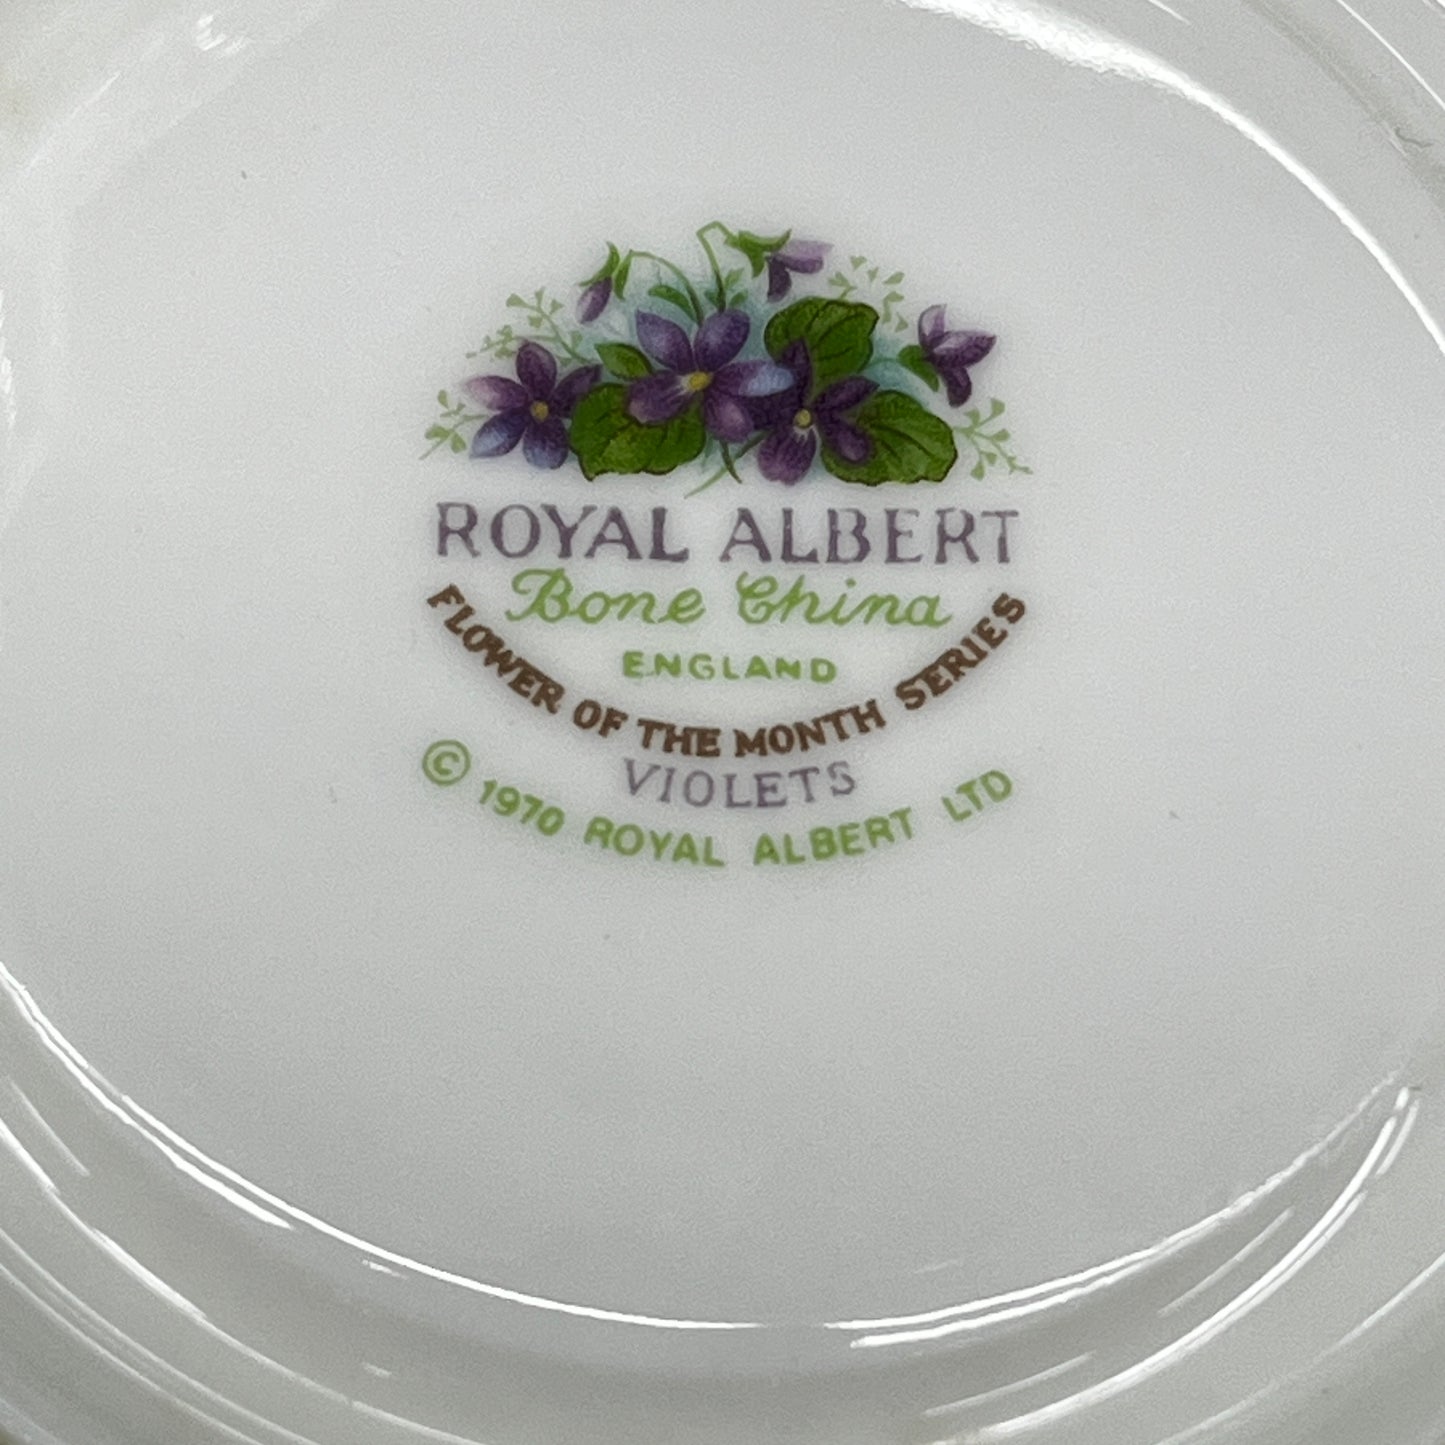 ROYAL ALBERT
Bone China
ENGLAND
FLOWER OF THE MONTH SERIES
VIOLETS
© 1970 ROYAL ALBERT LTD